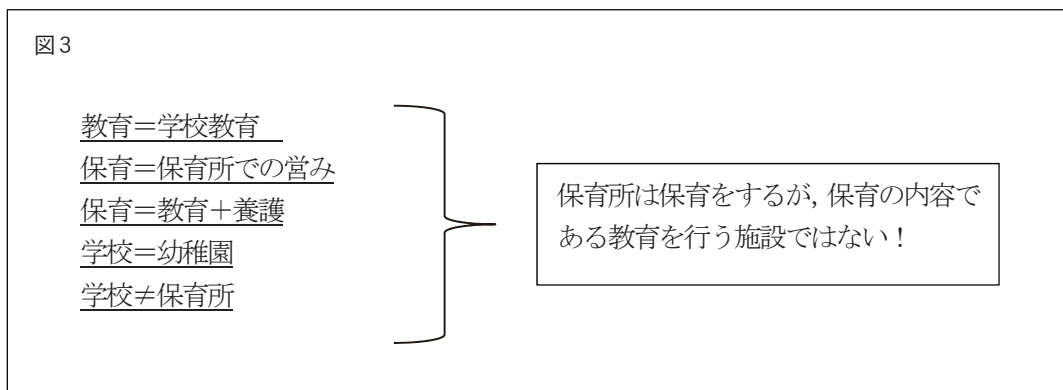 図3
教育＝学校教育
保育＝保育所での営み
保育＝教育＋養護
学校＝幼稚園
学校≠保育所
保育所は保育をするが，保育の内容で
ある教育を行う施設ではない！